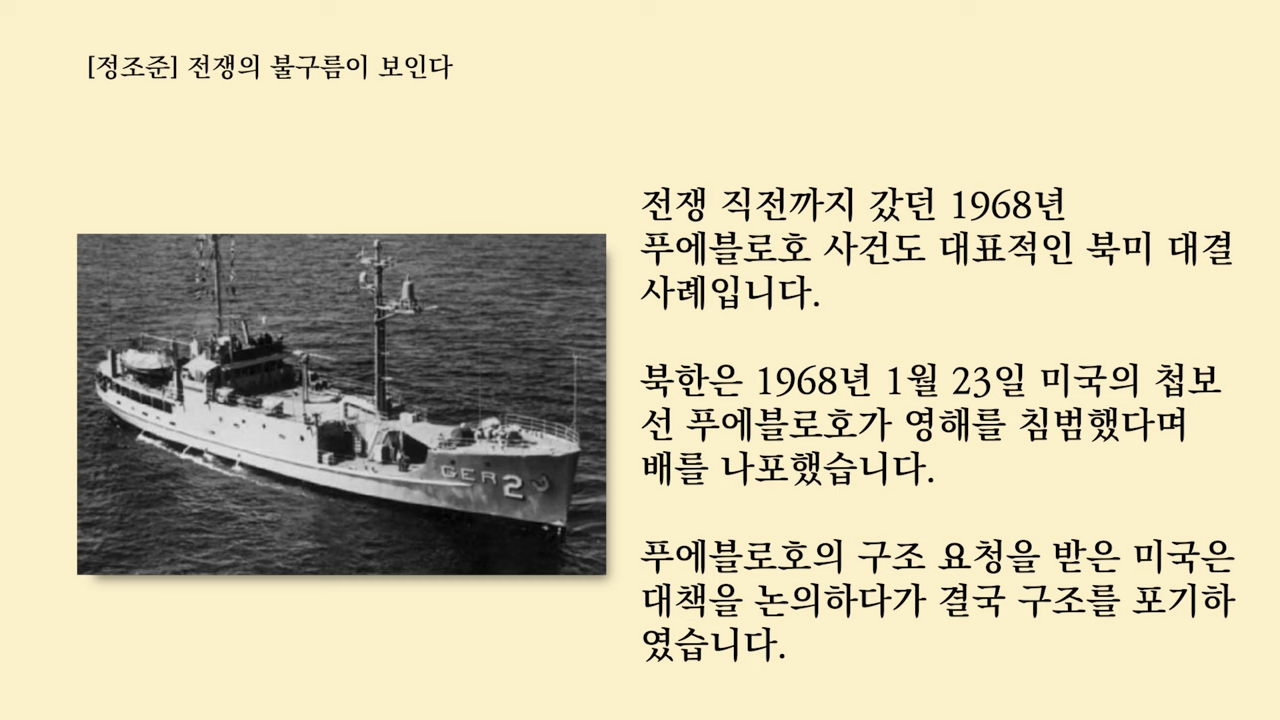 [정조준] 전쟁의 불구름이 보인다
전쟁 직전까지 갔던 1968년
푸에블로호 사건도 대표적인 북미 대결
사례입니다.
북한은 1968년 1월 23일 미국의 첩보
선 푸에블로호가 영해를 침범했다며
배를 나포했습니다.
푸에블로호의 구조 요청을 받은 미국은
대책을 논의하다가 결국 구조를 포기하
였습니다.
GER 2